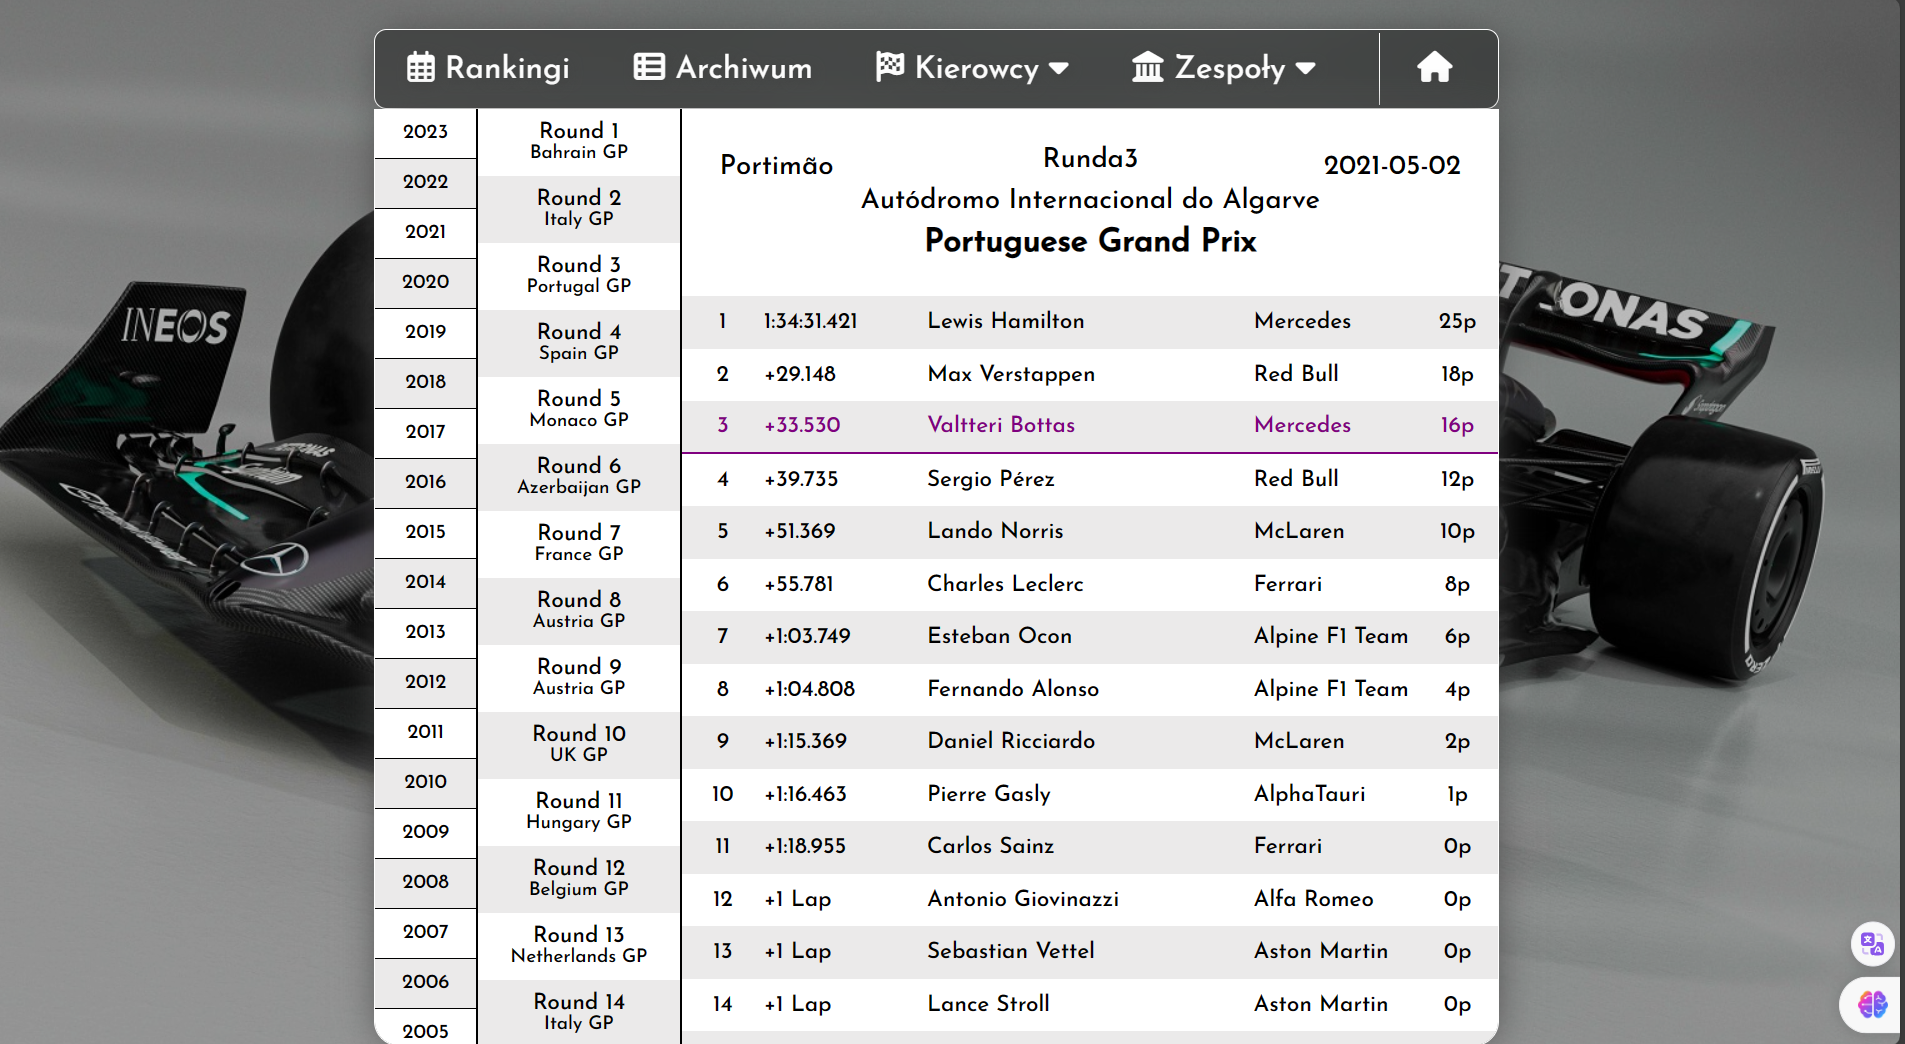 Rankingi Archiwum Kierowcy Zespoły
2023
2022
2021
2020
2019
2018
2017
2016
2015
2014
2013
2012
2011
2010
2009
2008
2007
2006
2005
Round 1
Bahrain GP
Round 2
Italy GP
Round 3
Portugal GP
Round 4
Spain GP
Round 5
Monaco GP
Round 6
Azerbaijan GP
Round 7
France GP
Round 8
Austria GP
Round 9
Austria GP
Round 10
UK GP
Round 11
Hungary GP
Round 12
Belgium GP
Round 13
Netherlands GP
Round 14
Italy GP
Portimão Runda3 2021-05-02
Autódromo Internacional do Algarve
Portuguese Grand Prix
1 1:34:31.421 Lewis Hamilton Mercedes 25p
2 +29.148 Max Verstappen Red Bull 18p
3 +33.530 Valtteri Bottas Mercedes 16p
4 +39.735 Sergio Pérez Red Bull 12p
5 +51.369 Lando Norris McLaren 10p
6 +55.781 Charles Leclerc Ferrari 8p
7 +1:03.749 Esteban Ocon Alpine F1 Team 6p
8 +1:04.808 Fernando Alonso Alpine F1 Team 4p
9 +1:15.369 Daniel Ricciardo McLaren 2p
10 +1:16.463 Pierre Gasly AlphaTauri 1p
11 +1:18.955 Carlos Sainz Ferrari 0p
12 +1 Lap Antonio Giovinazzi Alfa Romeo 0p
13 +1 Lap Sebastian Vettel Aston Martin 0p
14 +1 Lap Lance Stroll Aston Martin 0p
INEOS